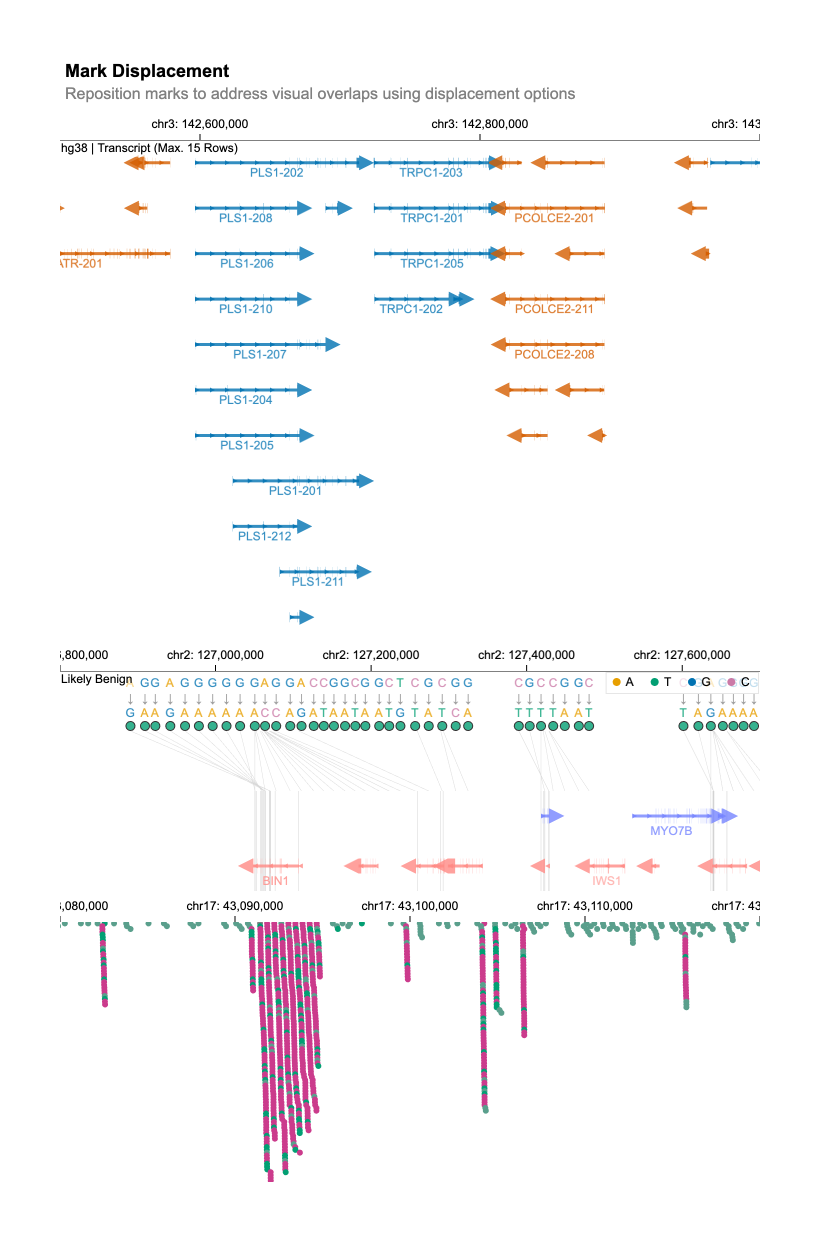 Mark Displacement
Reposition marks to address visual overlaps using displacement options
chr3: 142,600,000 chr3: 142,800,000 chr3: 143
hg38 | Transcript (Max. 15 Rows)
PLS1-202 TRPC1-203
PLS1-208 TRPC1-201 PCOLCE2-201
ATR-201 PLS1-206 TRPC1-205
PLS1-210 TRPC1-202 PCOLCE2-211
PLS1-207 PCOLCE2-208
PLS1-204
PLS1-205
PLS1-201
PLS1-212
PLS1-211
,800,000 chr2: 127,000,000 chr2: 127,200,000 chr2: 127,400,000 chr2: 127,600,000
Likely Benign A G G A G G G G G G A G G A C C G G C G G C T C G C G G C G C C G G C A T G C
G A A G A A A A A A C C A G A T A A T A A T G T A T C A T T T T A A T T A G A A A A
MYO7B
BIN1 IWS1
,080,000 chr17: 43,090,000 chr17: 43,100,000 chr17: 43,110,000 chr17: 43